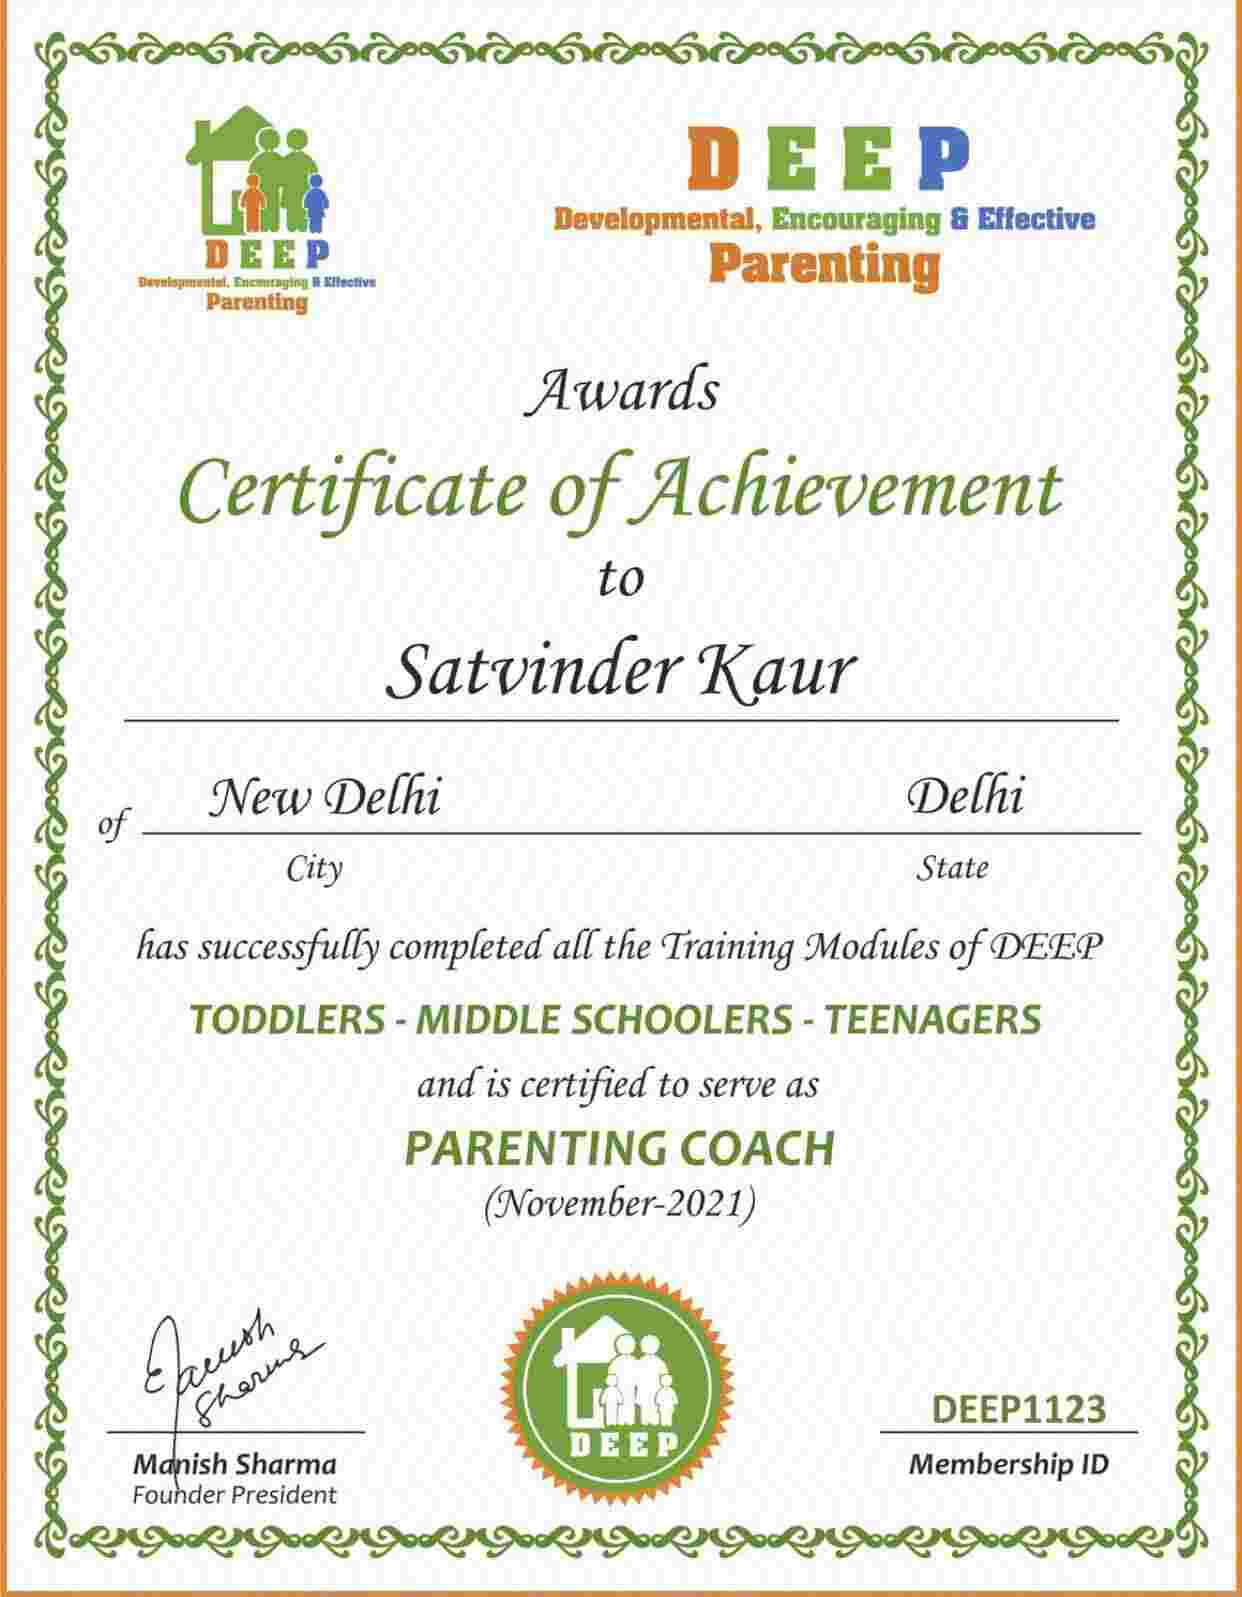 DEEP
Developmental, Encouraging & Effective
Parenting
DEEP
Developmental, Encouraging & Effective
Parenting
Awards
Certificate of Achievement
to
Satvinder Kaur
of New Delhi Delhi
City State
has successfully completed all the Training Modules of DEEP
TODDLERS - MIDDLE SCHOOLERS - TEENAGERS
and is certified to serve as
PARENTING COACH
(November-2021)
Manish
Sharma
DEEP
DEEP1123
Manish Sharma
Founder President
Membership ID